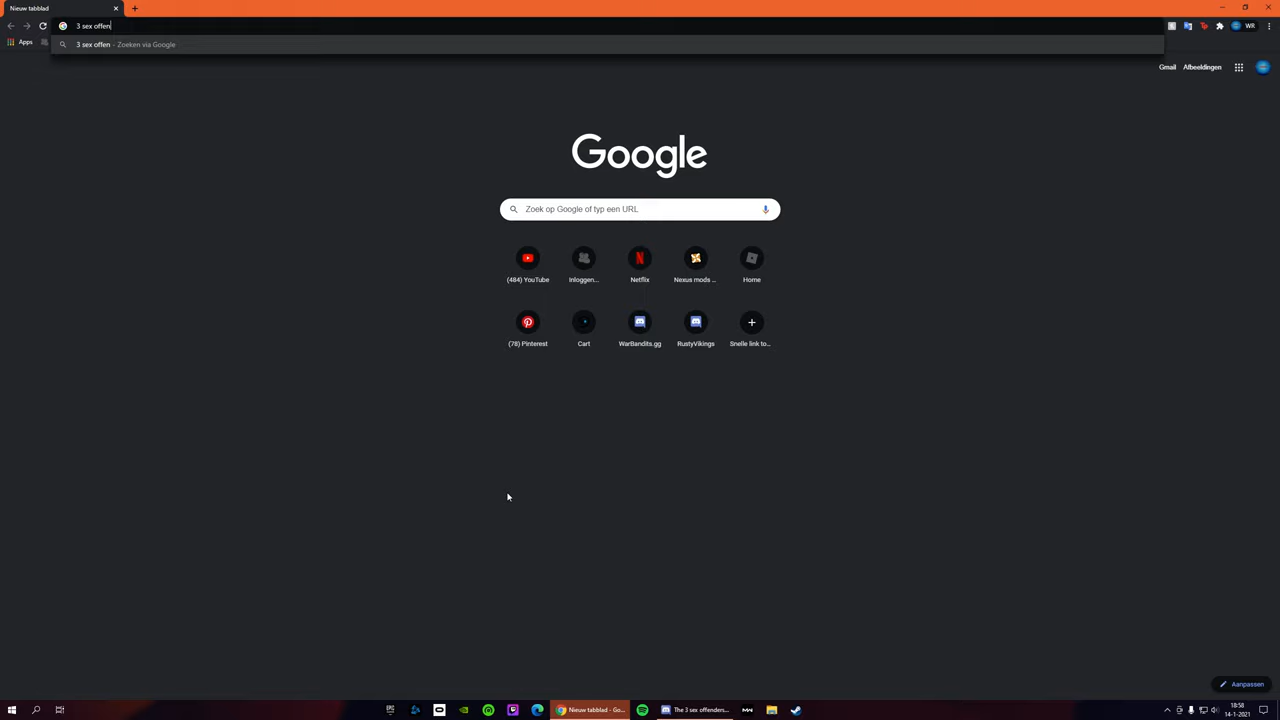 Nieuw tabblad
3 sex offen
WR
Apps
3 sex offen - Zoeken via Google
Gmail Afbeeldingen
Google
Zoek op Google of typ een URL
(484) YouTube Inloggen... Netflix Nexus mods ... Home
(78) Pinterest Cart WarBandits.gg RustyVikings Snelle link to...
Aanpassen
Nieuw tabblad - Go... The 3 sex offenders... 18:58
14-1-2021